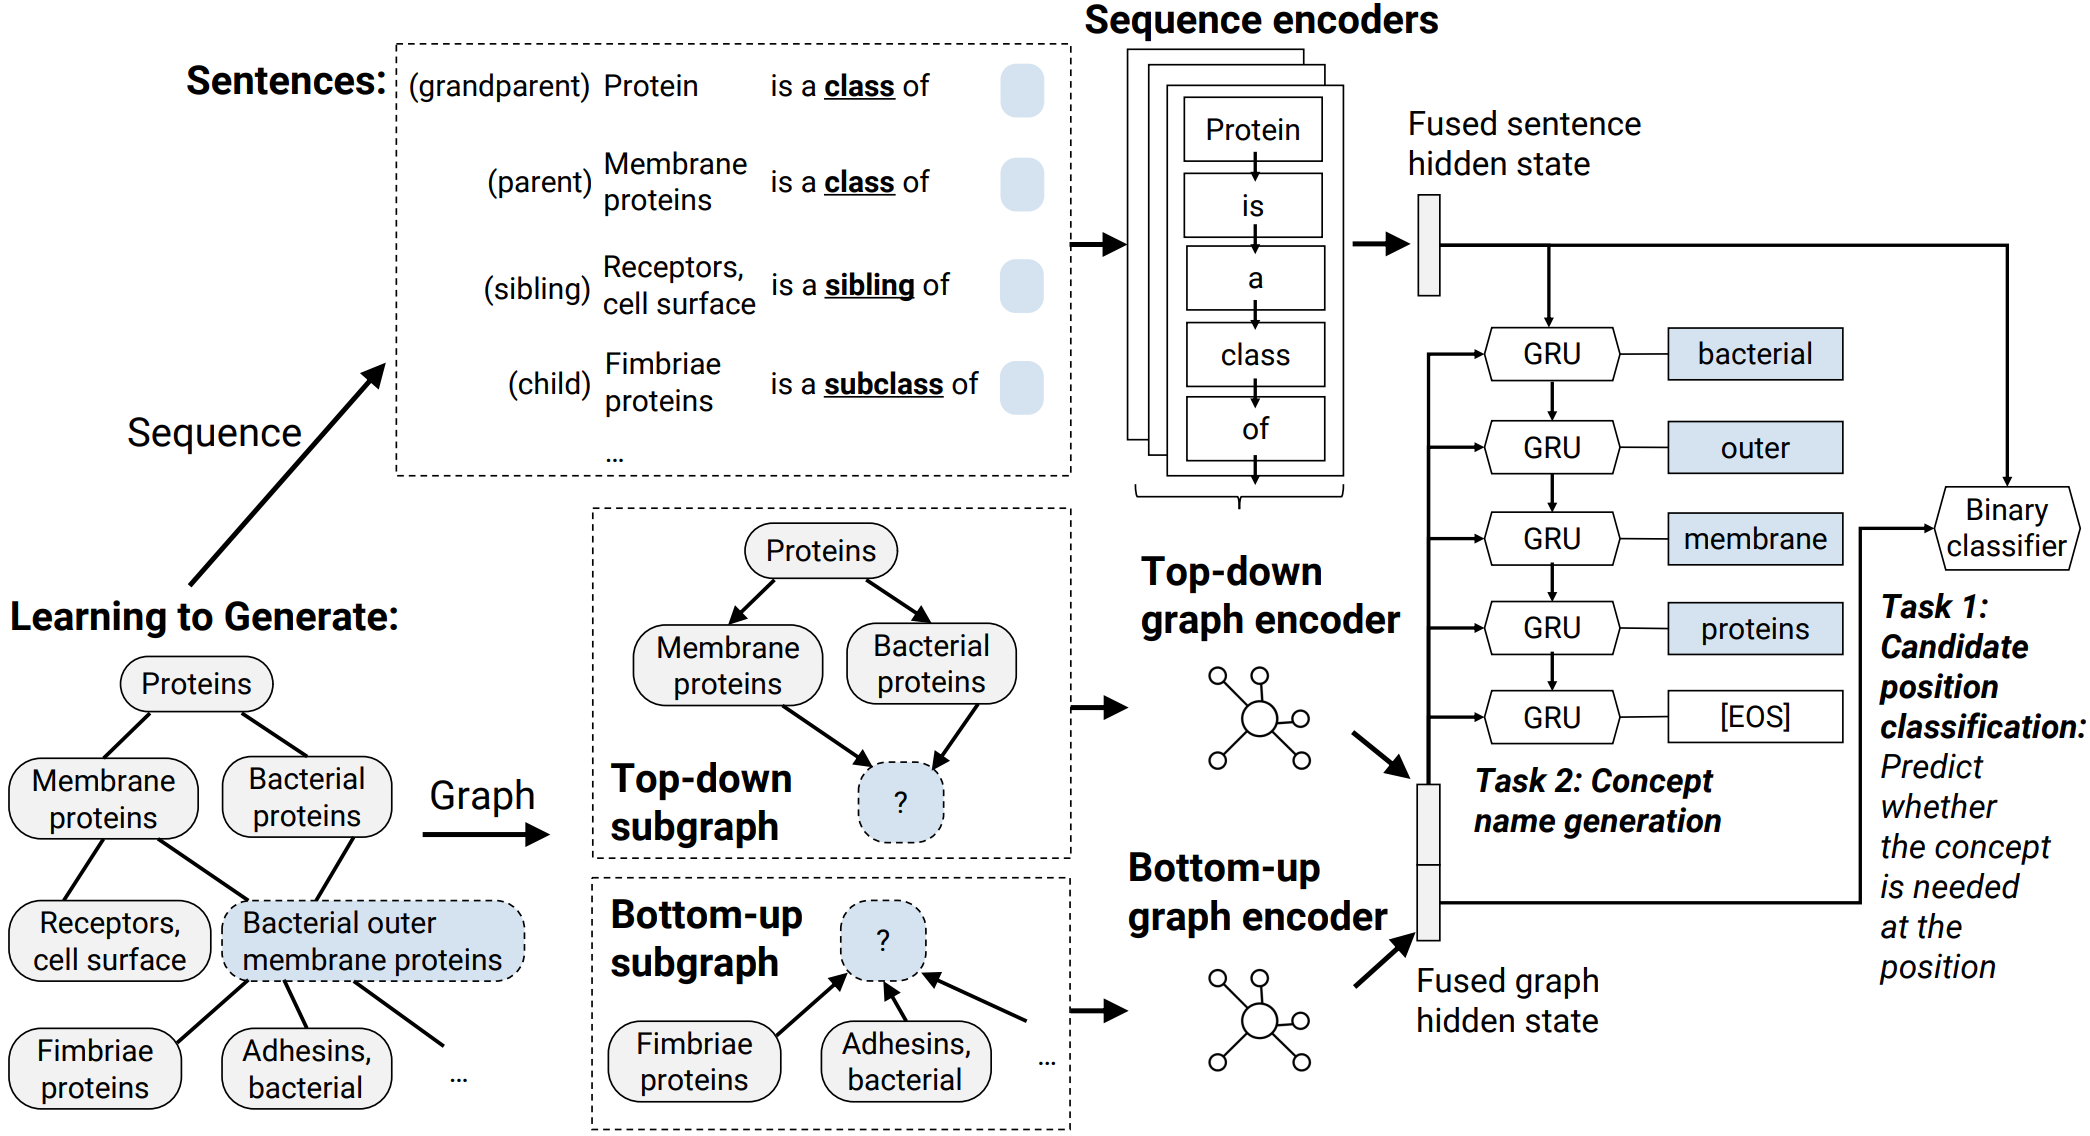 Sequence encoders
Sentences:
(grandparent) Protein is a class of
(parent) Membrane proteins is a class of
(sibling) Receptors, cell surface is a sibling of
(child) Fimbriae proteins is a subclass of
...
Protein
is
a
class
of
Fused sentence
hidden state
Sequence
Learning to Generate:
Proteins
Membrane
proteins
Bacterial
proteins
Receptors,
cell surface
Bacterial outer
membrane proteins
Fimbriae
proteins
Adhesins,
bacterial
...
Graph
Proteins
Membrane
proteins
Bacterial
proteins
?
Top-down
subgraph
Bottom-up
subgraph
?
Fimbriae
proteins
Adhesins,
bacterial
...
Top-down
graph encoder
Bottom-up
graph encoder
Fused graph
hidden state
GRU bacterial
GRU outer
GRU membrane
GRU proteins
GRU [EOS]
Task 2: Concept
name generation
Binary
classifier
Task 1:
Candidate
position
classification:
Predict
whether
the concept
is needed
at the
position